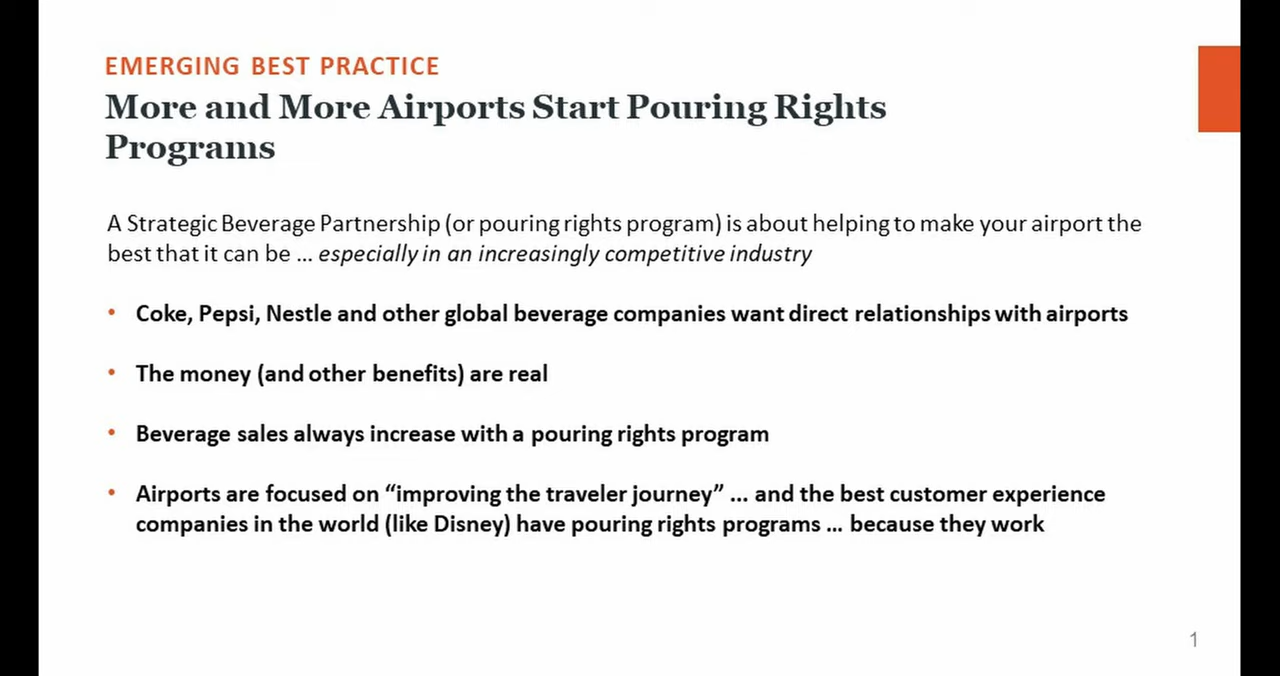 EMERGING BEST PRACTICE
More and More Airports Start Pouring Rights
Programs
A Strategic Beverage Partnership (or pouring rights program) is about helping to make your airport the
best that it can be ... especially in an increasingly competitive industry
• Coke, Pepsi, Nestle and other global beverage companies want direct relationships with airports
• The money (and other benefits) are real
• Beverage sales always increase with a pouring rights program
• Airports are focused on “improving the traveler journey” ... and the best customer experience
companies in the world (like Disney) have pouring rights programs ... because they work
1